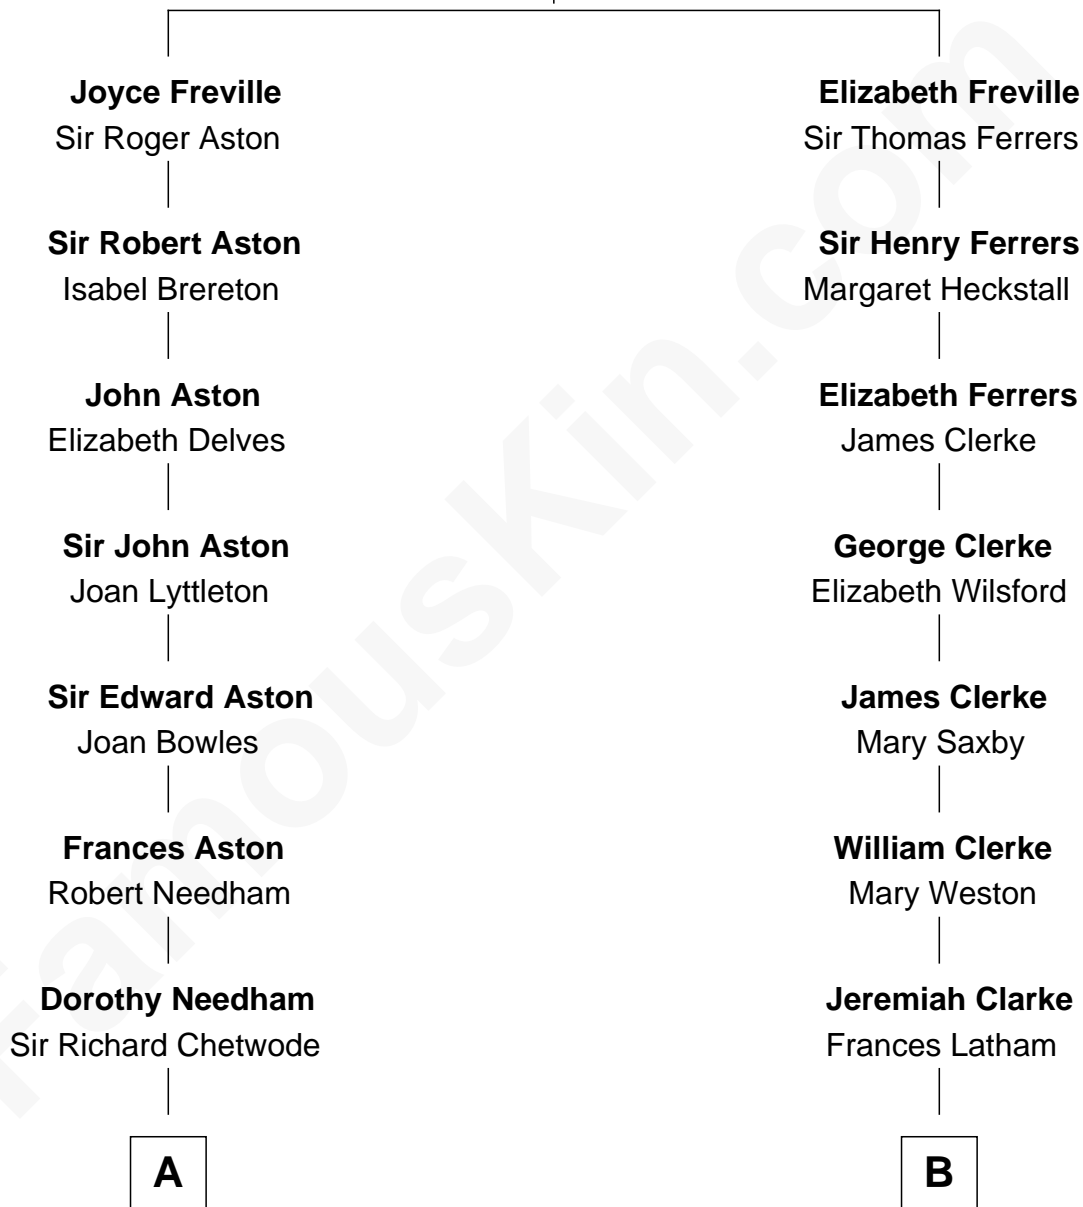 Joyce Freville
Sir Roger Aston
Sir Robert Aston
Isabel Brereton
John Aston
Elizabeth Delves
Sir John Aston
Joan Lyttleton
Sir Edward Aston
Joan Bowles
Frances Aston
Robert Needham
Dorothy Needham
Sir Richard Chetwode
A
Elizabeth Freville
Sir Thomas Ferrers
Sir Henry Ferrers
Margaret Heckstall
Elizabeth Ferrers
James Clerke
George Clerke
Elizabeth Wilsford
James Clerke
Mary Saxby
William Clerke
Mary Weston
Jeremiah Clarke
Frances Latham
B
FamousKin.com